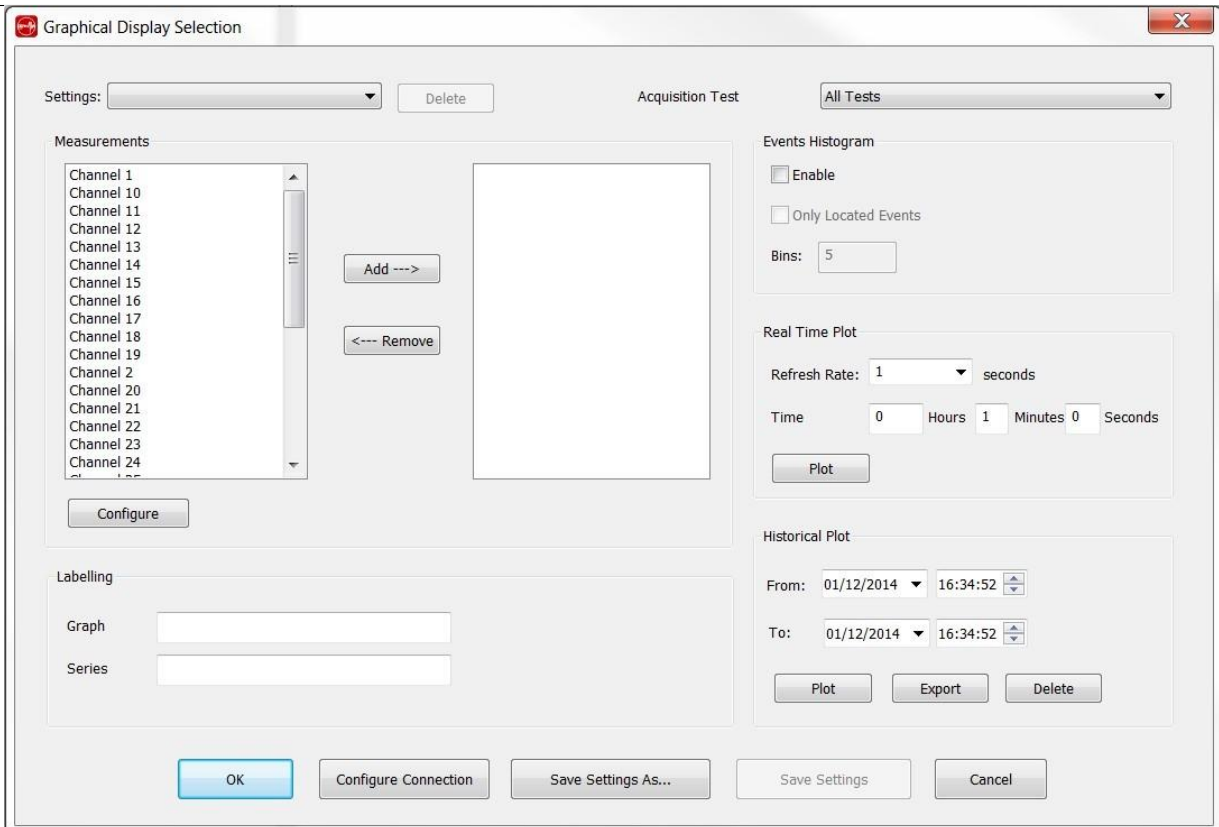 Graphical Display Selection
Settings:
Delete
Acquisition Test
All Tests
Measurements
Channel 1
Channel 10
Channel 11
Channel 12
Channel 13
Channel 14
Channel 15
Channel 16
Channel 17
Channel 18
Channel 19
Channel 2
Channel 20
Channel 21
Channel 22
Channel 23
Channel 24
Add --->
<--- Remove
Configure
Events Histogram
Enable
Only Located Events
Bins: 5
Real Time Plot
Refresh Rate: 1 seconds
Time 0 Hours 1 Minutes 0 Seconds
Plot
Labelling
Graph
Series
Historical Plot
From: 01/12/2014 16:34:52
To: 01/12/2014 16:34:52
Plot Export Delete
OK Configure Connection Save Settings As... Save Settings Cancel